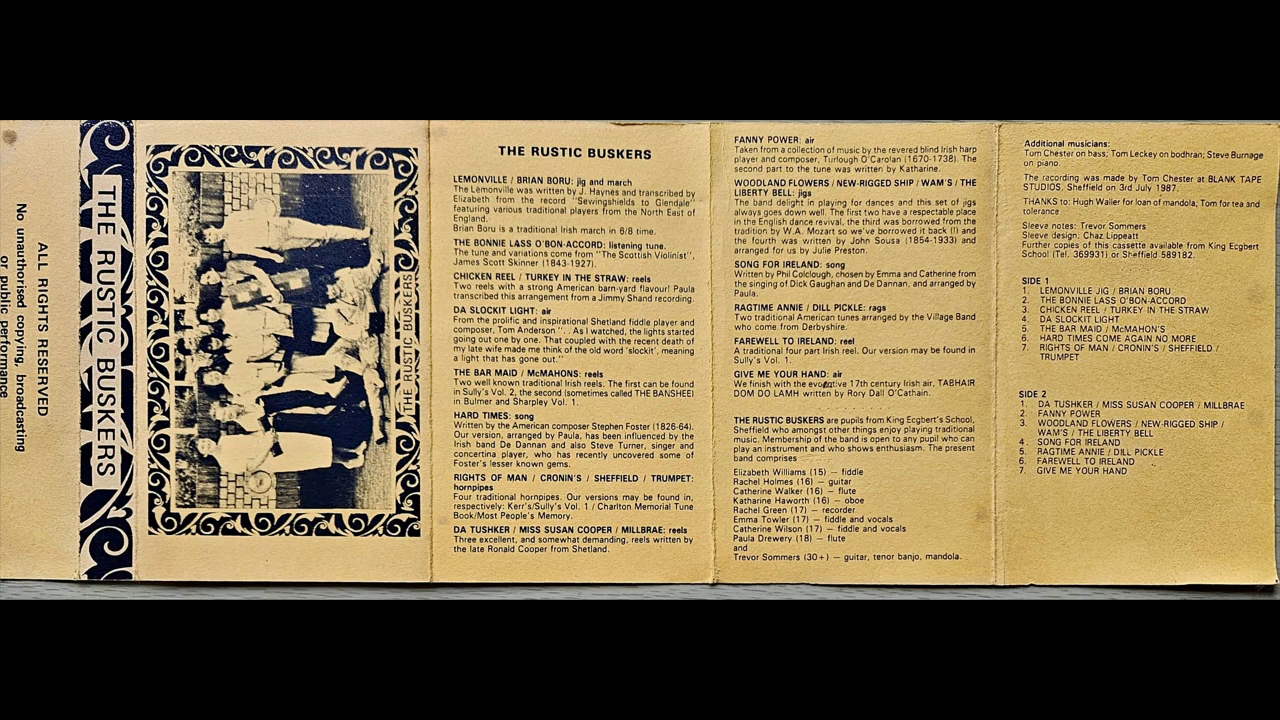 ALL RIGHTS RESERVED
No unauthorised copying, broadcasting
or public performance
THE RUSTIC BUSKERS
THE RUSTIC BUSKERS
THE RUSTIC BUSKERS
LEMONVILLE / BRIAN BORU: jig and march
The Lemonville was written by J. Haynes and transcribed by
Elizabeth from the record "Sewingshields to Glendale"
featuring various traditional players from the North East of
England.
Brian Boru is a traditional Irish march in 6/8 time.
THE BONNIE LASS O'BON-ACCORD: listening tune.
The tune and variations come from "The Scottish Violinist",
James Scott Skinner (1843-1927).
CHICKEN REEL / TURKEY IN THE STRAW: reels
Two reels with a strong American barn-yard flavour! Paula
transcribed this arrangement from a Jimmy Shand recording.
DA SLOCKIT LIGHT: air
From the prolific and inspirational Shetland fiddle player and
composer, Tom Anderson ". . As I watched, the lights started
going out one by one. That coupled with the recent death of
my late wife made me think of the old word 'slockit', meaning
a light that has gone out."
THE BAR MAID / McMAHONS: reels
Two well known traditional Irish reels. The first can be found
in Sully's Vol. 2, the second (sometimes called THE BANSHEE)
in Bulmer and Sharpley Vol. 1.
HARD TIMES: song
Written by the American composer Stephen Foster (1826-64).
Our version, arranged by Paula, has been influenced by the
Irish band De Dannan and also Steve Turner, singer and
concertina player, who has recently uncovered some of
Foster's lesser known gems.
RIGHTS OF MAN / CRONIN'S / SHEFFIELD / TRUMPET:
hornpipes
Four traditional hornpipes. Our versions may be found in,
respectively: Kerr's/Sully's Vol. 1 / Charlton Memorial Tune
Book/Most People's Memory.
DA TUSHKER / MISS SUSAN COOPER / MILLBRAE: reels
Three excellent, and somewhat demanding, reels written by
the late Ronald Cooper from Shetland.
FANNY POWER: air
Taken from a collection of music by the revered blind Irish harp
player and composer, Turlough O'Carolan (1670-1738). The
second part to the tune was written by Katharine.
WOODLAND FLOWERS / NEW-RIGGED SHIP / WAM'S / THE
LIBERTY BELL: jigs
The band delight in playing for dances and this set of jigs
always goes down well. The first two have a respectable place
in the English dance revival, the third was borrowed from the
tradition by W.A. Mozart so we've borrowed it back (!) and
the fourth was written by John Sousa (1854-1933) and
arranged for us by Julie Preston.
SONG FOR IRELAND: song
Written by Phil Colclough, chosen by Emma and Catherine from
the singing of Dick Gaughan and De Dannan, and arranged by
Paula.
RAGTIME ANNIE / DILL PICKLE: rags
Two traditional American tunes arranged by the Village Band
who come from Derbyshire.
FAREWELL TO IRELAND: reel
A traditional four part Irish reel. Our version may be found in
Sully's Vol. 1.
GIVE ME YOUR HAND: air
We finish with the evocative 17th century Irish air, TABHAIR
DOM DO LAMH written by Rory Dall O'Cathain.
. . . . . . . . . .
THE RUSTIC BUSKERS are pupils from King Ecgbert's School,
Sheffield who amongst other things enjoy playing traditional
music. Membership of the band is open to any pupil who can
play an instrument and who shows enthusiasm. The present
band comprises
Elizabeth Williams (15) — fiddle
Rachel Holmes (16) — guitar
Catherine Walker (16) — flute
Katharine Haworth (16) — oboe
Rachel Green (17) — recorder
Emma Towler (17) — fiddle and vocals
Catherine Wilson (17) — fiddle and vocals
Paula Drewery (18) — flute
and
Trevor Sommers (30+) — guitar, tenor banjo, mandola.
Additional musicians:
Tom Chester on bass; Tom Leckey on bodhran; Steve Burnage
on piano.
The recording was made by Tom Chester at BLANK TAPE
STUDIOS, Sheffield on 3rd July 1987.
THANKS to: Hugh Waller for loan of mandola; Tom for tea and
tolerance
Sleeve notes: Trevor Sommers
Sleeve design: Chaz Lippeatt
Further copies of this cassette available from King Ecgbert
School (Tel. 369931) or Sheffield 589182.
SIDE 1
1. LEMONVILLE JIG / BRIAN BORU
2. THE BONNIE LASS O'BON-ACCORD
3. CHICKEN REEL / TURKEY IN THE STRAW
4. DA SLOCKIT LIGHT
5. THE BAR MAID / McMAHON'S
6. HARD TIMES COME AGAIN NO MORE
7. RIGHTS OF MAN / CRONIN'S / SHEFFIELD /
TRUMPET
SIDE 2
1. DA TUSHKER / MISS SUSAN COOPER / MILLBRAE
2. FANNY POWER
3. WOODLAND FLOWERS / NEW-RIGGED SHIP /
WAM'S / THE LIBERTY BELL
4. SONG FOR IRELAND
5. RAGTIME ANNIE / DILL PICKLE
6. FAREWELL TO IRELAND
7. GIVE ME YOUR HAND